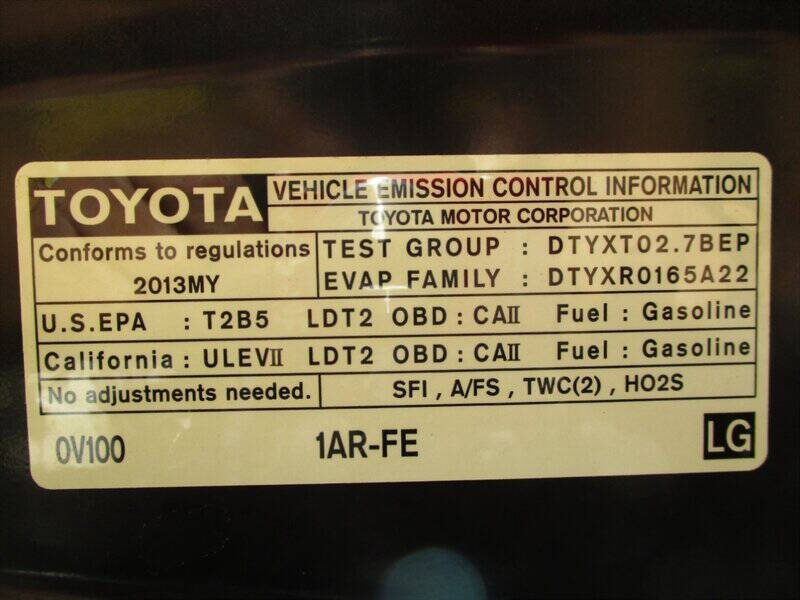 TOYOTA
VEHICLE EMISSION CONTROL INFORMATION
TOYOTA MOTOR CORPORATION
Conforms to regulations
2013MY
TEST GROUP : DTYXT02.7BEP
EVAP FAMILY : DTYXR0165A22
U.S.EPA : T2B5 LDT2 OBD : CAII Fuel : Gasoline
California : ULEVII LDT2 OBD : CAII Fuel : Gasoline
No adjustments needed.
SFI , A/FS , TWC(2) , HO2S
0V100
1AR-FE
LG